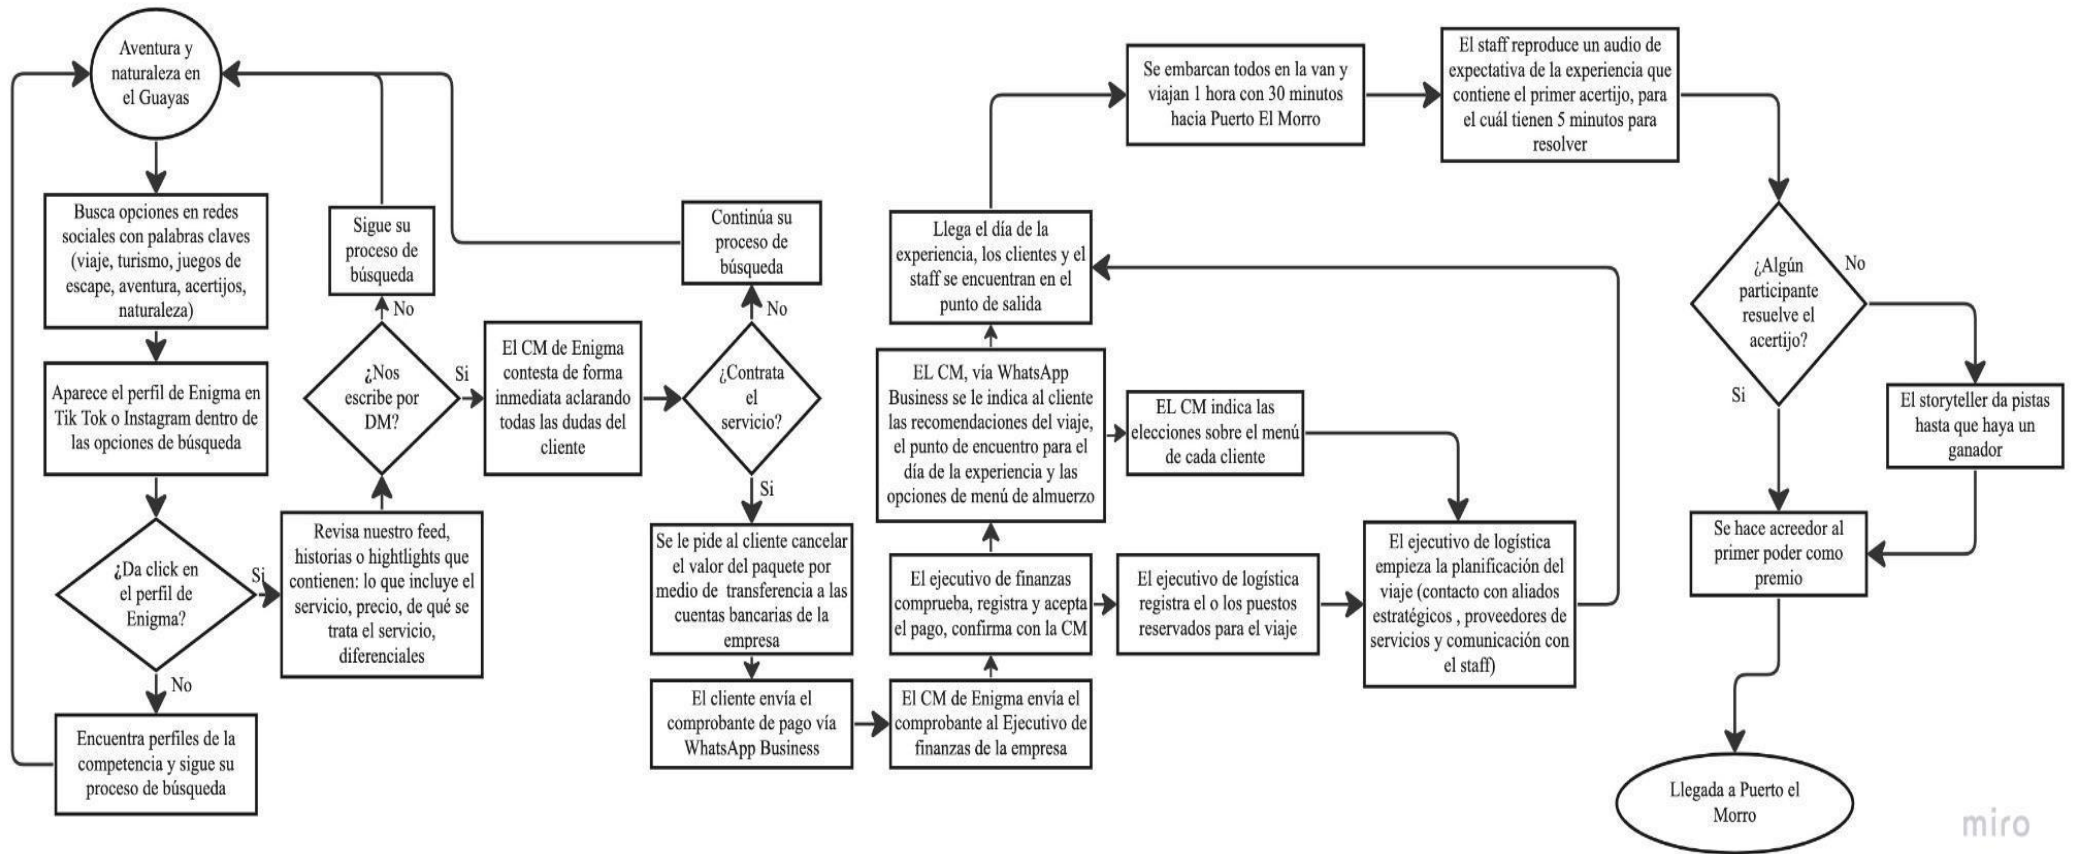 Aventura y
naturaleza en
el Guayas
Busca opciones en redes
sociales con palabras claves
(viaje, turismo, juegos de
escape, aventura, acertijos,
naturaleza)
Aparece el perfil de Enigma en
Tik Tok o Instagram dentro de
las opciones de búsqueda
¿Da click en
el perfil de
Enigma?
Si
No
Encuentra perfiles de la
competencia y sigue su
proceso de búsqueda
Revisa nuestro feed,
historias o hightlights que
contienen: lo que incluye el
servicio, precio, de qué se
trata el servicio,
diferenciales
¿Nos
escribe por
DM?
No
Si
Sigue su
proceso de
búsqueda
El CM de Enigma
contesta de forma
inmediata aclarando
todas las dudas del
cliente
¿Contrata
el
servicio?
No
Si
Continúa su
proceso de
búsqueda
Se le pide al cliente cancelar
el valor del paquete por
medio de transferencia a las
cuentas bancarias de la
empresa
El cliente envía el
comprobante de pago vía
WhatsApp Business
El CM de Enigma envía el
comprobante al Ejecutivo de
finanzas de la empresa
El ejecutivo de finanzas
comprueba, registra y acepta
el pago, confirma con la CM
El ejecutivo de logística
registra el o los puestos
reservados para el viaje
EL CM, vía WhatsApp
Business se le indica al cliente
las recomendaciones del viaje,
el punto de encuentro para el
día de la experiencia y las
opciones de menú de almuerzo
EL CM indica las
elecciones sobre el menú
de cada cliente
El ejecutivo de logística
empieza la planificación del
viaje (contacto con aliados
estratégicos , proveedores de
servicios y comunicación con
el staff)
Llega el día de la
experiencia, los clientes y el
staff se encuentran en el
punto de salida
Se embarcan todos en la van y
viajan 1 hora con 30 minutos
hacia Puerto El Morro
El staff reproduce un audio de
expectativa de la experiencia que
contiene el primer acertijo, para
el cuál tienen 5 minutos para
resolver
¿Algún
participante
resuelve el
acertijo?
No
Si
El storyteller da pistas
hasta que haya un
ganador
Se hace acreedor al
primer poder como
premio
Llegada a Puerto el
Morro
miro